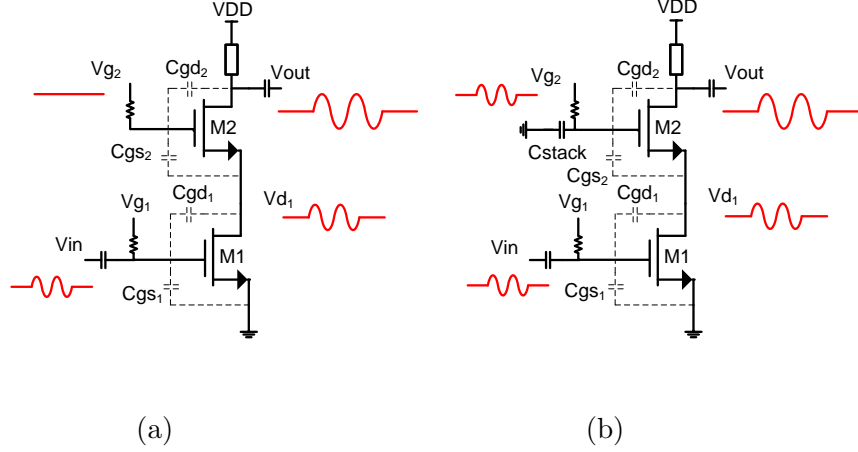 VDD
Cgd2
Vg2
Vout
M2
Cgs2
Cgd1
Vg1
Vd1
Vin
M1
Cgs1
(a)
VDD
Cgd2
Vg2
Vout
M2
Cstack
Cgs2
Cgd1
Vg1
Vd1
Vin
M1
Cgs1
(b)